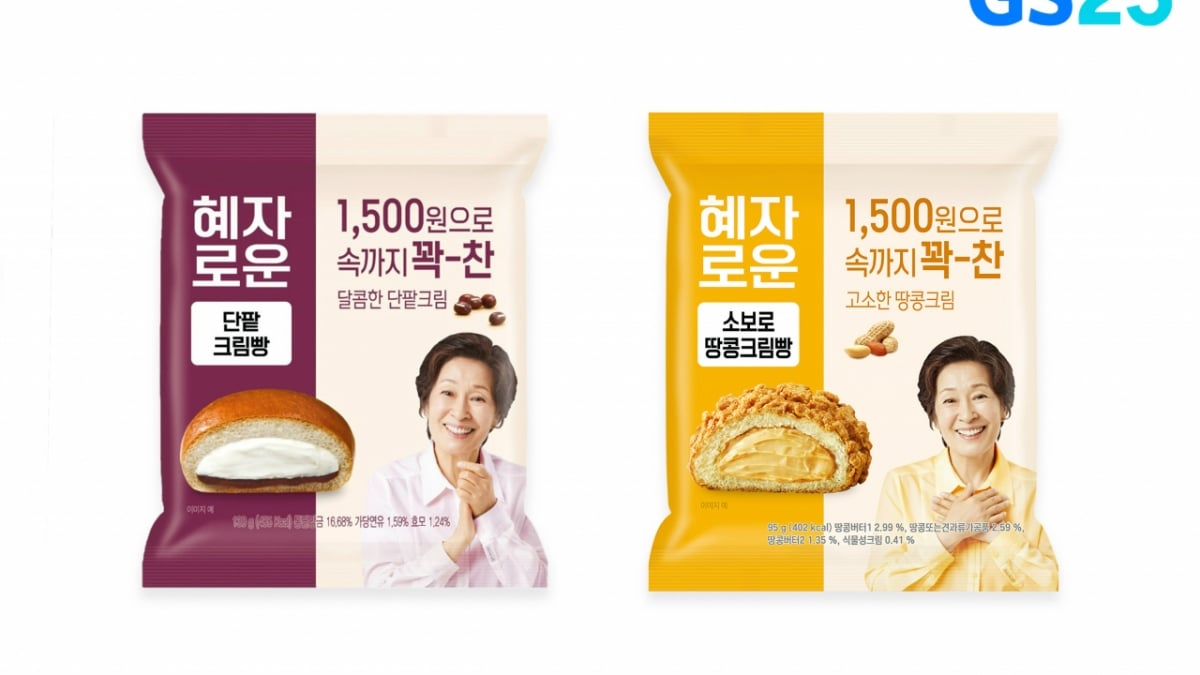 GS25
혜자
로운
단팥
크림빵
1,500원으로
속까지 꽉-찬
달콤한 단팥크림
이미지 예
16,68% 가당연유 1,59% 효모 1,24%
혜자
로운
소보로
땅콩크림빵
1,500원으로
속까지 꽉-찬
고소한 땅콩크림
이미지 예
95 g (402 kcal) 땅콩버터1 2.99 %, 땅콩또는견과류가공품 2.59 %,
땅콩버터2 1.35 %, 식물성크림 0.41 %